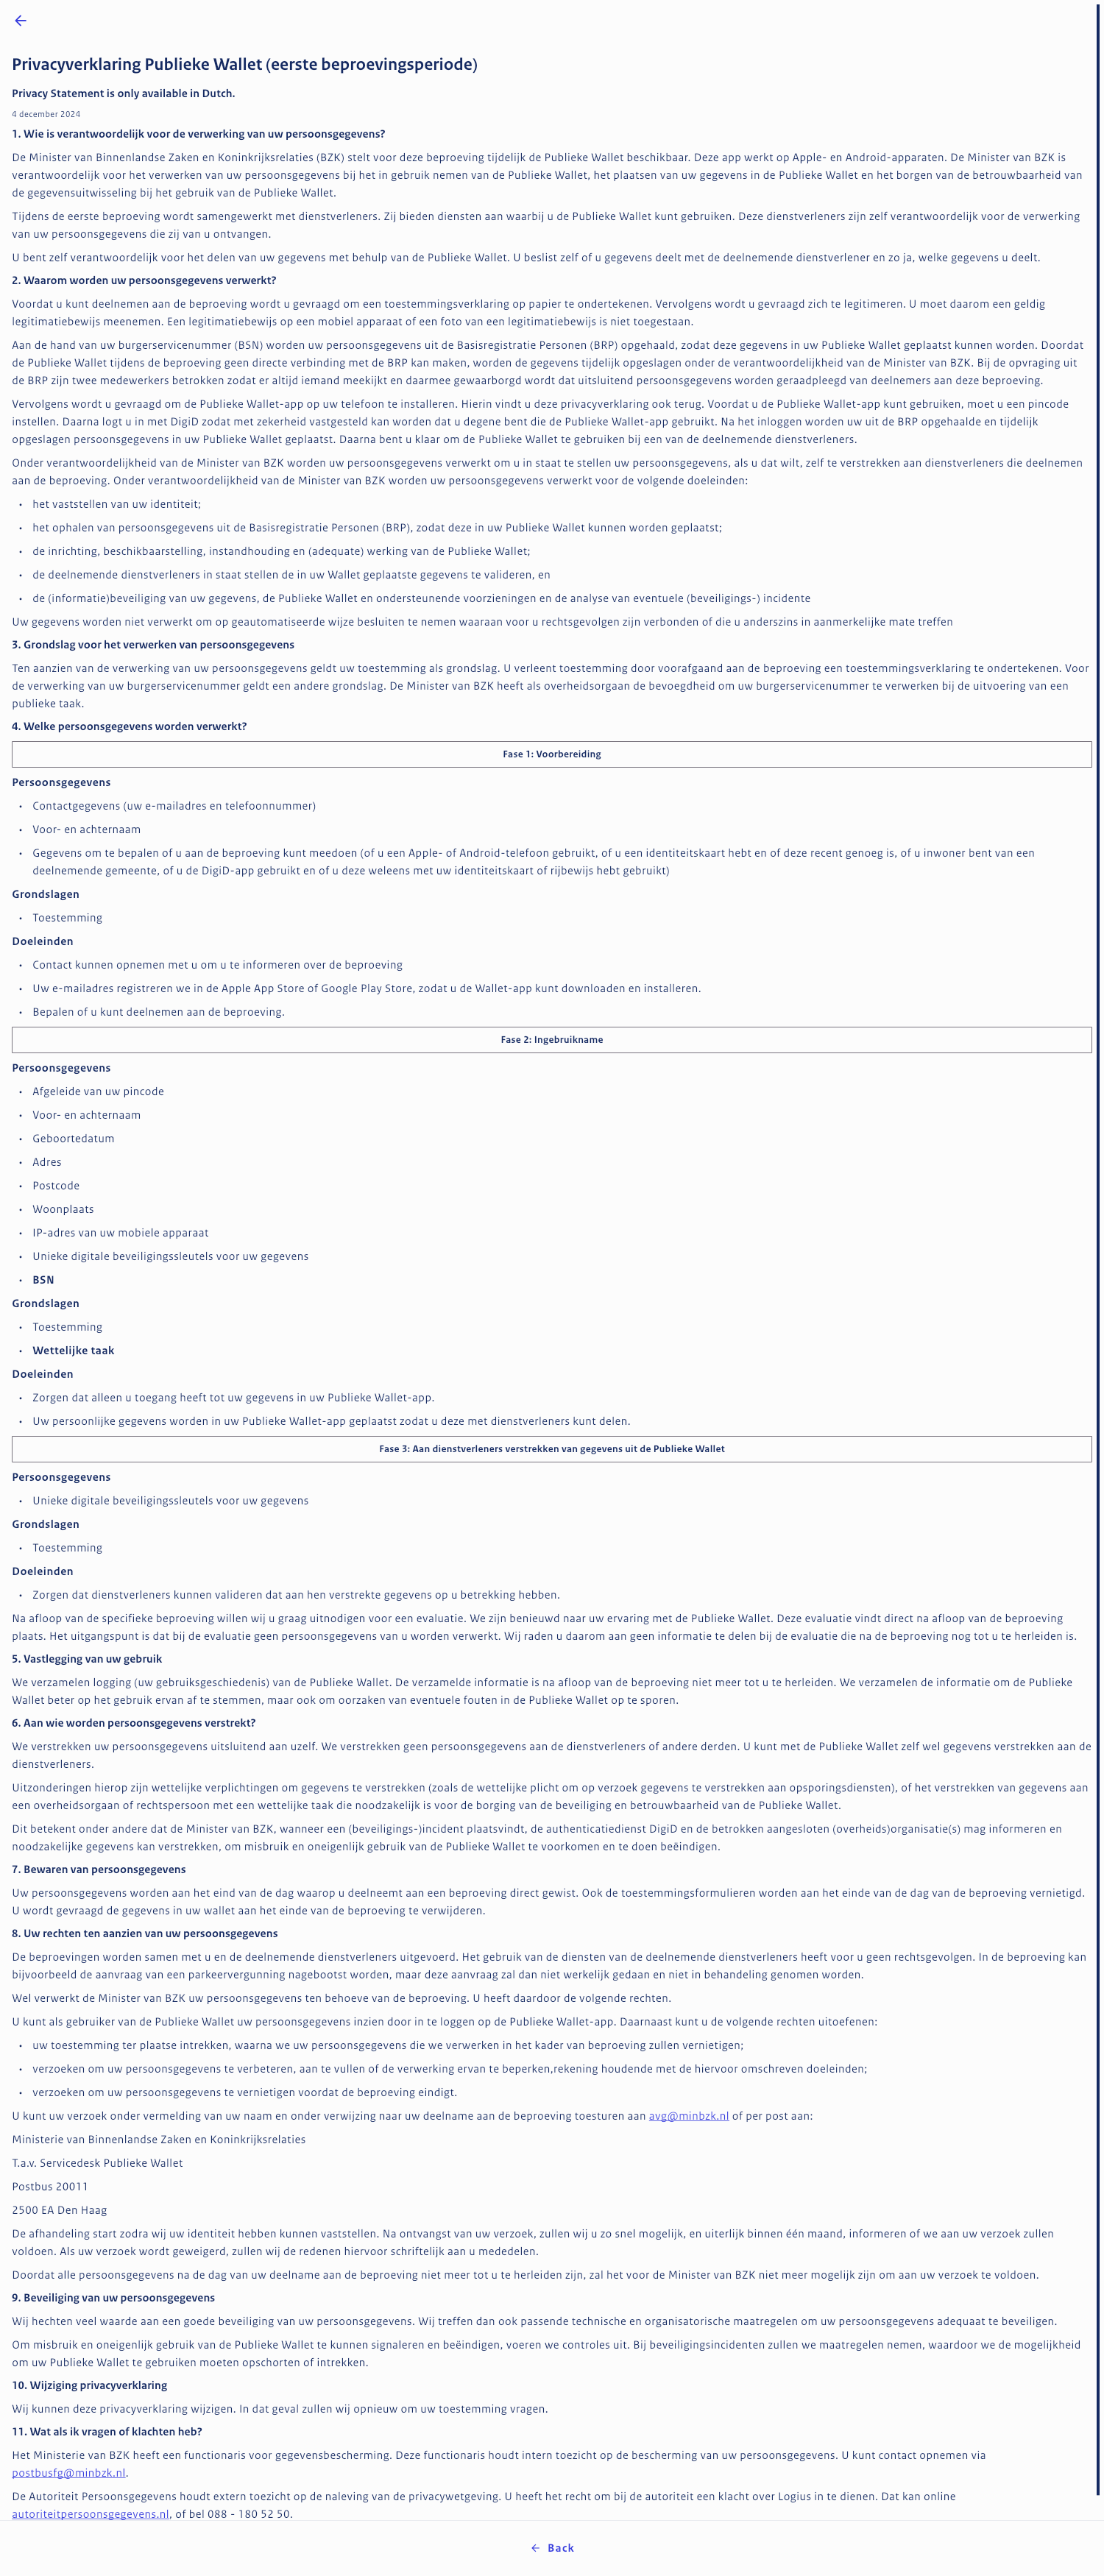 Privacyverklaring Publieke Wallet (eerste beproevingsperiode)
Privacy Statement is only available in Dutch.
4 december 2024
1. Wie is verantwoordelijk voor de verwerking van uw persoonsgegevens?
De Minister van Binnenlandse Zaken en Koninkrijksrelaties (BZK) stelt voor deze beproeving tijdelijk de Publieke Wallet beschikbaar. Deze app werkt op Apple- en Android-apparaten. De Minister van BZK is
verantwoordelijk voor het verwerken van uw persoonsgegevens bij het in gebruik nemen van de Publieke Wallet, het plaatsen van uw gegevens in de Publieke Wallet en het borgen van de betrouwbaarheid van
de gegevensuitwisseling bij het gebruik van de Publieke Wallet.
Tijdens de eerste beproeving wordt samengewerkt met dienstverleners. Zij bieden diensten aan waarbij u de Publieke Wallet kunt gebruiken. Deze dienstverleners zijn zelf verantwoordelijk voor de verwerking
van uw persoonsgegevens die zij van u ontvangen.
U bent zelf verantwoordelijk voor het delen van uw gegevens met behulp van de Publieke Wallet. U beslist zelf of u gegevens deelt met de deelnemende dienstverlener en zo ja, welke gegevens u deelt.
2. Waarom worden uw persoonsgegevens verwerkt?
Voordat u kunt deelnemen aan de beproeving wordt u gevraagd om een toestemmingsverklaring op papier te ondertekenen. Vervolgens wordt u gevraagd zich te legitimeren. U moet daarom een geldig
legitimatiebewijs meenemen. Een legitimatiebewijs op een mobiel apparaat of een foto van een legitimatiebewijs is niet toegestaan.
Aan de hand van uw burgerservicenummer (BSN) worden uw persoonsgegevens uit de Basisregistratie Personen (BRP) opgehaald, zodat deze gegevens in uw Publieke Wallet geplaatst kunnen worden. Doordat
de Publieke Wallet tijdens de beproeving geen directe verbinding met de BRP kan maken, worden de gegevens tijdelijk opgeslagen onder de verantwoordelijkheid van de Minister van BZK. Bij de opvraging uit
de BRP zijn twee medewerkers betrokken zodat er altijd iemand meekijkt en daarmee gewaarborgd wordt dat uitsluitend persoonsgegevens worden geraadpleegd van deelnemers aan deze beproeving.
Vervolgens wordt u gevraagd om de Publieke Wallet-app op uw telefoon te installeren. Hierin vindt u deze privacyverklaring ook terug. Voordat u de Publieke Wallet-app kunt gebruiken, moet u een pincode
instellen. Daarna logt u in met DigiD zodat met zekerheid vastgesteld kan worden dat u degene bent die de Publieke Wallet-app gebruikt. Na het inloggen worden uw uit de BRP opgehaalde en tijdelijk
opgeslagen persoonsgegevens in uw Publieke Wallet geplaatst. Daarna bent u klaar om de Publieke Wallet te gebruiken bij een van de deelnemende dienstverleners.
Onder verantwoordelijkheid van de Minister van BZK worden uw persoonsgegevens verwerkt om u in staat te stellen uw persoonsgegevens, als u dat wilt, zelf te verstrekken aan dienstverleners die deelnemen
aan de beproeving. Onder verantwoordelijkheid van de Minister van BZK worden uw persoonsgegevens verwerkt voor de volgende doeleinden:
• het vaststellen van uw identiteit;
• het ophalen van persoonsgegevens uit de Basisregistratie Personen (BRP), zodat deze in uw Publieke Wallet kunnen worden geplaatst;
• de inrichting, beschikbaarstelling, instandhouding en (adequate) werking van de Publieke Wallet;
• de deelnemende dienstverleners in staat stellen de in uw Wallet geplaatste gegevens te valideren, en
• de (informatie)beveiliging van uw gegevens, de Publieke Wallet en ondersteunende voorzieningen en de analyse van eventuele (beveiligings-) incidente
Uw gegevens worden niet verwerkt om op geautomatiseerde wijze besluiten te nemen waaraan voor u rechtsgevolgen zijn verbonden of die u anderszins in aanmerkelijke mate treffen
3. Grondslag voor het verwerken van persoonsgegevens
Ten aanzien van de verwerking van uw persoonsgegevens geldt uw toestemming als grondslag. U verleent toestemming door voorafgaand aan de beproeving een toestemmingsverklaring te ondertekenen. Voor
de verwerking van uw burgerservicenummer geldt een andere grondslag. De Minister van BZK heeft als overheidsorgaan de bevoegdheid om uw burgerservicenummer te verwerken bij de uitvoering van een
publieke taak.
4. Welke persoonsgegevens worden verwerkt?
Fase 1: Voorbereiding
Persoonsgegevens
• Contactgegevens (uw e-mailadres en telefoonnummer)
• Voor- en achternaam
• Gegevens om te bepalen of u aan de beproeving kunt meedoen (of u een Apple- of Android-telefoon gebruikt, of u een identiteitskaart hebt en of deze recent genoeg is, of u inwoner bent van een
deelnemende gemeente, of u de DigiD-app gebruikt en of u deze weleens met uw identiteitskaart of rijbewijs hebt gebruikt)
Grondslagen
• Toestemming
Doeleinden
• Contact kunnen opnemen met u om u te informeren over de beproeving
• Uw e-mailadres registreren we in de Apple App Store of Google Play Store, zodat u de Wallet-app kunt downloaden en installeren.
• Bepalen of u kunt deelnemen aan de beproeving.
Fase 2: Ingebruikname
Persoonsgegevens
• Afgeleide van uw pincode
• Voor- en achternaam
• Geboortedatum
• Adres
• Postcode
• Woonplaats
• IP-adres van uw mobiele apparaat
• Unieke digitale beveiligingssleutels voor uw gegevens
• BSN
Grondslagen
• Toestemming
• Wettelijke taak
Doeleinden
• Zorgen dat alleen u toegang heeft tot uw gegevens in uw Publieke Wallet-app.
• Uw persoonlijke gegevens worden in uw Publieke Wallet-app geplaatst zodat u deze met dienstverleners kunt delen.
Fase 3: Aan dienstverleners verstrekken van gegevens uit de Publieke Wallet
Persoonsgegevens
• Unieke digitale beveiligingssleutels voor uw gegevens
Grondslagen
• Toestemming
Doeleinden
• Zorgen dat dienstverleners kunnen valideren dat aan hen verstrekte gegevens op u betrekking hebben.
Na afloop van de specifieke beproeving willen wij u graag uitnodigen voor een evaluatie. We zijn benieuwd naar uw ervaring met de Publieke Wallet. Deze evaluatie vindt direct na afloop van de beproeving
plaats. Het uitgangspunt is dat bij de evaluatie geen persoonsgegevens van u worden verwerkt. Wij raden u daarom aan geen informatie te delen bij de evaluatie die na de beproeving nog tot u te herleiden is.
5. Vastlegging van uw gebruik
We verzamelen logging (uw gebruiksgeschiedenis) van de Publieke Wallet. De verzamelde informatie is na afloop van de beproeving niet meer tot u te herleiden. We verzamelen de informatie om de Publieke
Wallet beter op het gebruik ervan af te stemmen, maar ook om oorzaken van eventuele fouten in de Publieke Wallet op te sporen.
6. Aan wie worden persoonsgegevens verstrekt?
We verstrekken uw persoonsgegevens uitsluitend aan uzelf. We verstrekken geen persoonsgegevens aan de dienstverleners of andere derden. U kunt met de Publieke Wallet zelf wel gegevens verstrekken aan de
dienstverleners.
Uitzonderingen hierop zijn wettelijke verplichtingen om gegevens te verstrekken (zoals de wettelijke plicht om op verzoek gegevens te verstrekken aan opsporingsdiensten), of het verstrekken van gegevens aan
een overheidsorgaan of rechtspersoon met een wettelijke taak die noodzakelijk is voor de borging van de beveiliging en betrouwbaarheid van de Publieke Wallet.
Dit betekent onder andere dat de Minister van BZK, wanneer een (beveiligings-)incident plaatsvindt, de authenticatiedienst DigiD en de betrokken aangesloten (overheids)organisatie(s) mag informeren en
noodzakelijke gegevens kan verstrekken, om misbruik en oneigenlijk gebruik van de Publieke Wallet te voorkomen en te doen beëindigen.
7. Bewaren van persoonsgegevens
Uw persoonsgegevens worden aan het eind van de dag waarop u deelneemt aan een beproeving direct gewist. Ook de toestemmingsformulieren worden aan het einde van de dag van de beproeving vernietigd.
U wordt gevraagd de gegevens in uw wallet aan het einde van de beproeving te verwijderen.
8. Uw rechten ten aanzien van uw persoonsgegevens
De beproevingen worden samen met u en de deelnemende dienstverleners uitgevoerd. Het gebruik van de diensten van de deelnemende dienstverleners heeft voor u geen rechtsgevolgen. In de beproeving kan
bijvoorbeeld de aanvraag van een parkeervergunning nagebootst worden, maar deze aanvraag zal dan niet werkelijk gedaan en niet in behandeling genomen worden.
Wel verwerkt de Minister van BZK uw persoonsgegevens ten behoeve van de beproeving. U heeft daardoor de volgende rechten.
U kunt als gebruiker van de Publieke Wallet uw persoonsgegevens inzien door in te loggen op de Publieke Wallet-app. Daarnaast kunt u de volgende rechten uitoefenen:
• uw toestemming ter plaatse intrekken, waarna we uw persoonsgegevens die we verwerken in het kader van beproeving zullen vernietigen;
• verzoeken om uw persoonsgegevens te verbeteren, aan te vullen of de verwerking ervan te beperken,rekening houdende met de hiervoor omschreven doeleinden;
• verzoeken om uw persoonsgegevens te vernietigen voordat de beproeving eindigt.
U kunt uw verzoek onder vermelding van uw naam en onder verwijzing naar uw deelname aan de beproeving toesturen aan avg@minbzk.nl of per post aan:
Ministerie van Binnenlandse Zaken en Koninkrijksrelaties
T.a.v. Servicedesk Publieke Wallet
Postbus 20011
2500 EA Den Haag
De afhandeling start zodra wij uw identiteit hebben kunnen vaststellen. Na ontvangst van uw verzoek, zullen wij u zo snel mogelijk, en uiterlijk binnen één maand, informeren of we aan uw verzoek zullen
voldoen. Als uw verzoek wordt geweigerd, zullen wij de redenen hiervoor schriftelijk aan u mededelen.
Doordat alle persoonsgegevens na de dag van uw deelname aan de beproeving niet meer tot u te herleiden zijn, zal het voor de Minister van BZK niet meer mogelijk zijn om aan uw verzoek te voldoen.
9. Beveiliging van uw persoonsgegevens
Wij hechten veel waarde aan een goede beveiliging van uw persoonsgegevens. Wij treffen dan ook passende technische en organisatorische maatregelen om uw persoonsgegevens adequaat te beveiligen.
Om misbruik en oneigenlijk gebruik van de Publieke Wallet te kunnen signaleren en beëindigen, voeren we controles uit. Bij beveiligingsincidenten zullen we maatregelen nemen, waardoor we de mogelijkheid
om uw Publieke Wallet te gebruiken moeten opschorten of intrekken.
10. Wijziging privacyverklaring
Wij kunnen deze privacyverklaring wijzigen. In dat geval zullen wij opnieuw om uw toestemming vragen.
11. Wat als ik vragen of klachten heb?
Het Ministerie van BZK heeft een functionaris voor gegevensbescherming. Deze functionaris houdt intern toezicht op de bescherming van uw persoonsgegevens. U kunt contact opnemen via
postbusfg@minbzk.nl.
De Autoriteit Persoonsgegevens houdt extern toezicht op de naleving van de privacywetgeving. U heeft het recht om bij de autoriteit een klacht over Logius in te dienen. Dat kan online
autoriteitpersoonsgegevens.nl, of bel 088 - 180 52 50.
Back